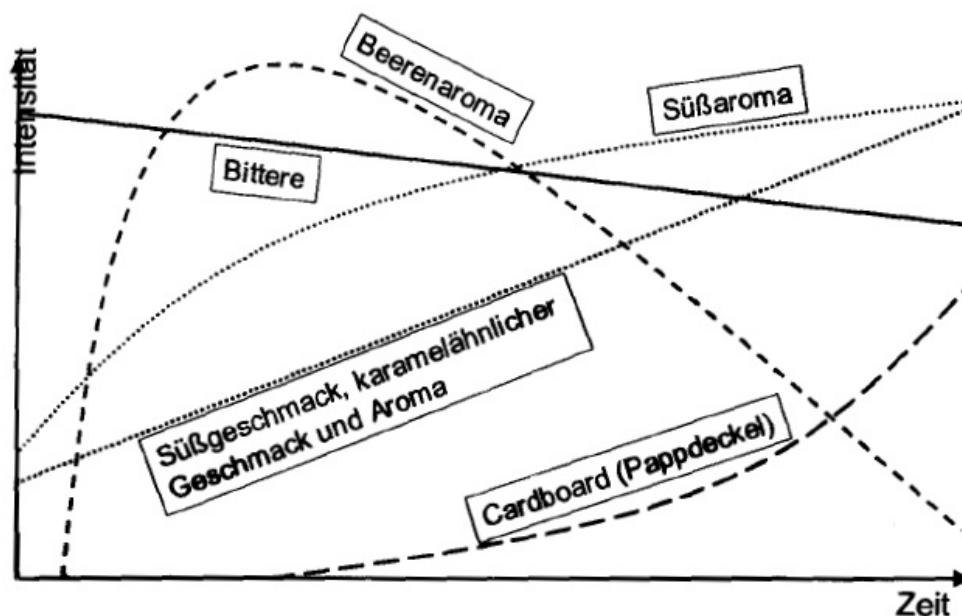 Intensität
Beerenaroma
Süßaroma
Bittere
Süßgeschmack, karamelähnlicher
Geschmack und Aroma
Cardboard (Pappdeckel)
Zeit